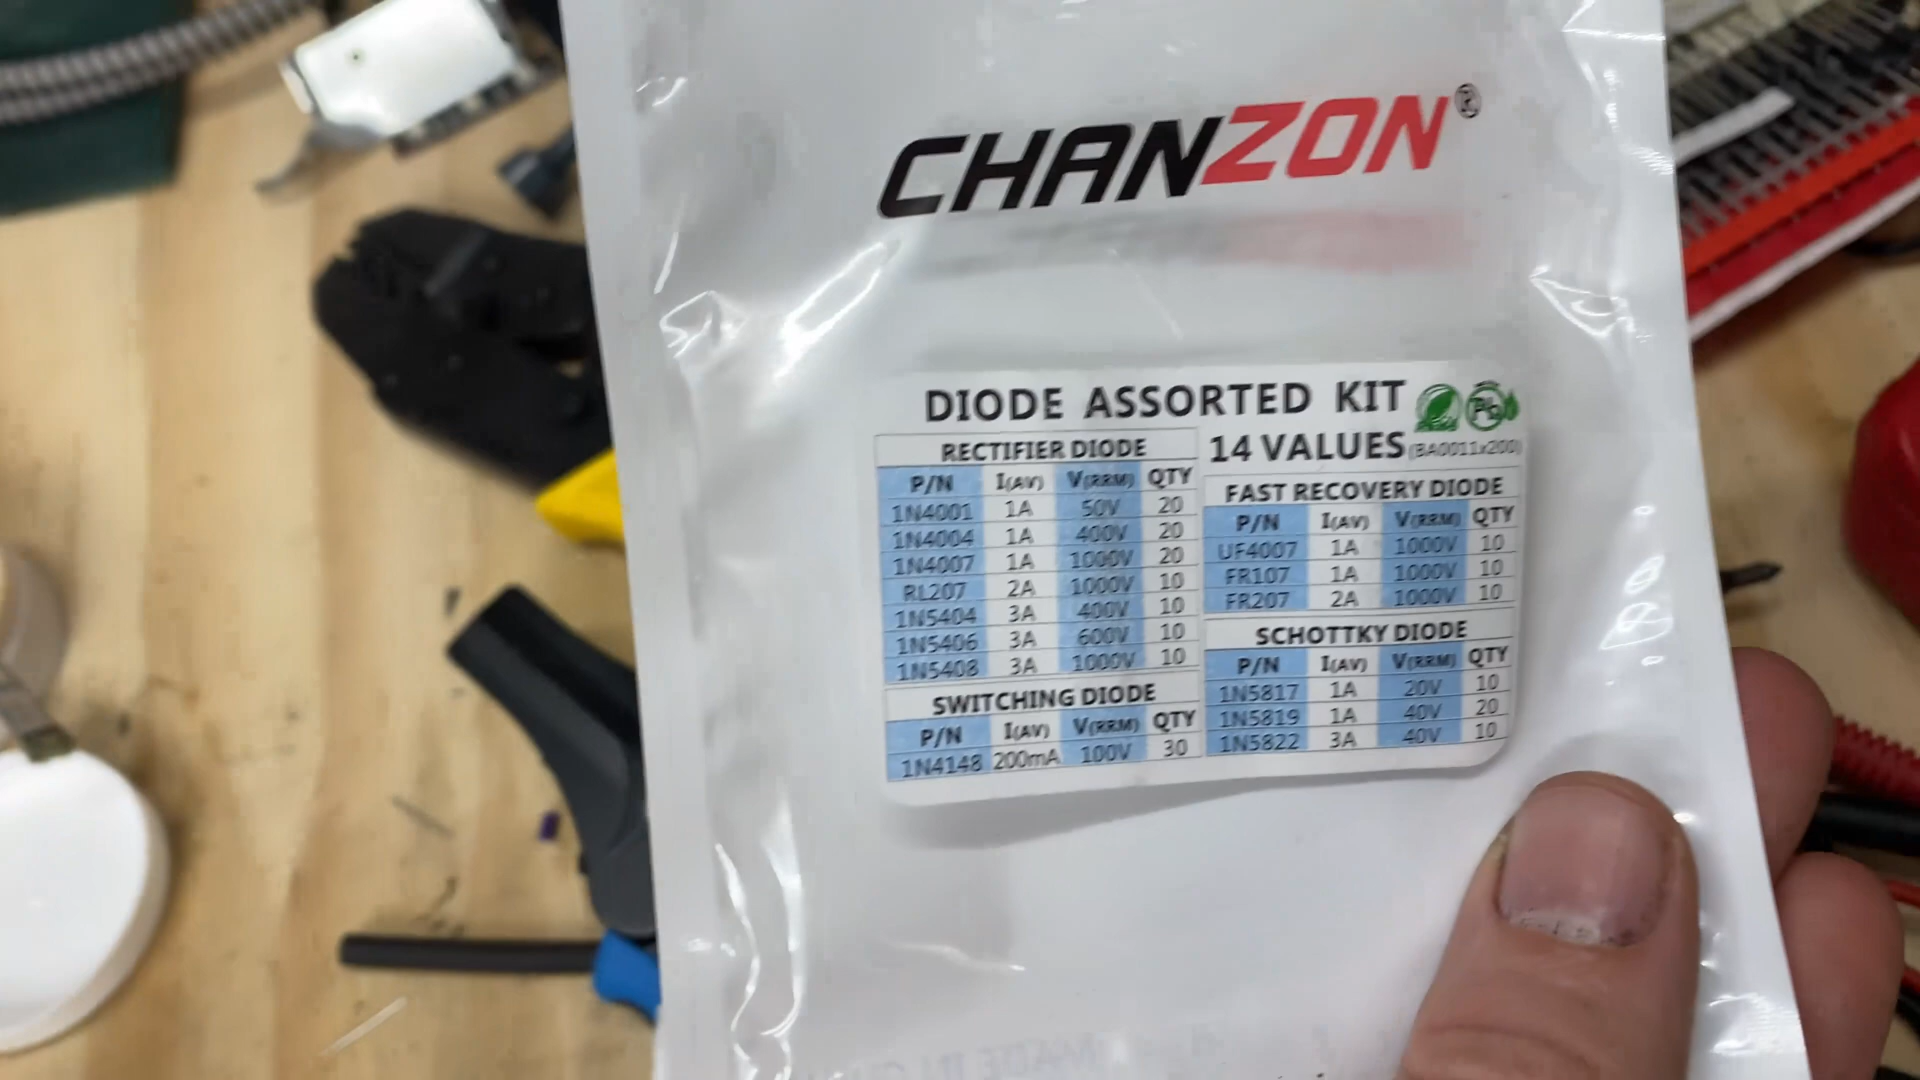 CHANZON®
DIODE ASSORTED KIT
14 VALUES (BA0011x200)
RECTIFIER DIODE
P/N I(AV) V(RRM) QTY
1N4001 1A 50V 20
1N4004 1A 400V 20
1N4007 1A 1000V 20
RL207 2A 1000V 10
1N5404 3A 400V 10
1N5406 3A 600V 10
1N5408 3A 1000V 10
SWITCHING DIODE
P/N I(AV) V(RRM) QTY
1N4148 200mA 100V 30
FAST RECOVERY DIODE
P/N I(AV) V(RRM) QTY
UF4007 1A 1000V 10
FR107 1A 1000V 10
FR207 2A 1000V 10
SCHOTTKY DIODE
P/N I(AV) V(RRM) QTY
1N5817 1A 20V 10
1N5819 1A 40V 20
1N5822 3A 40V 10